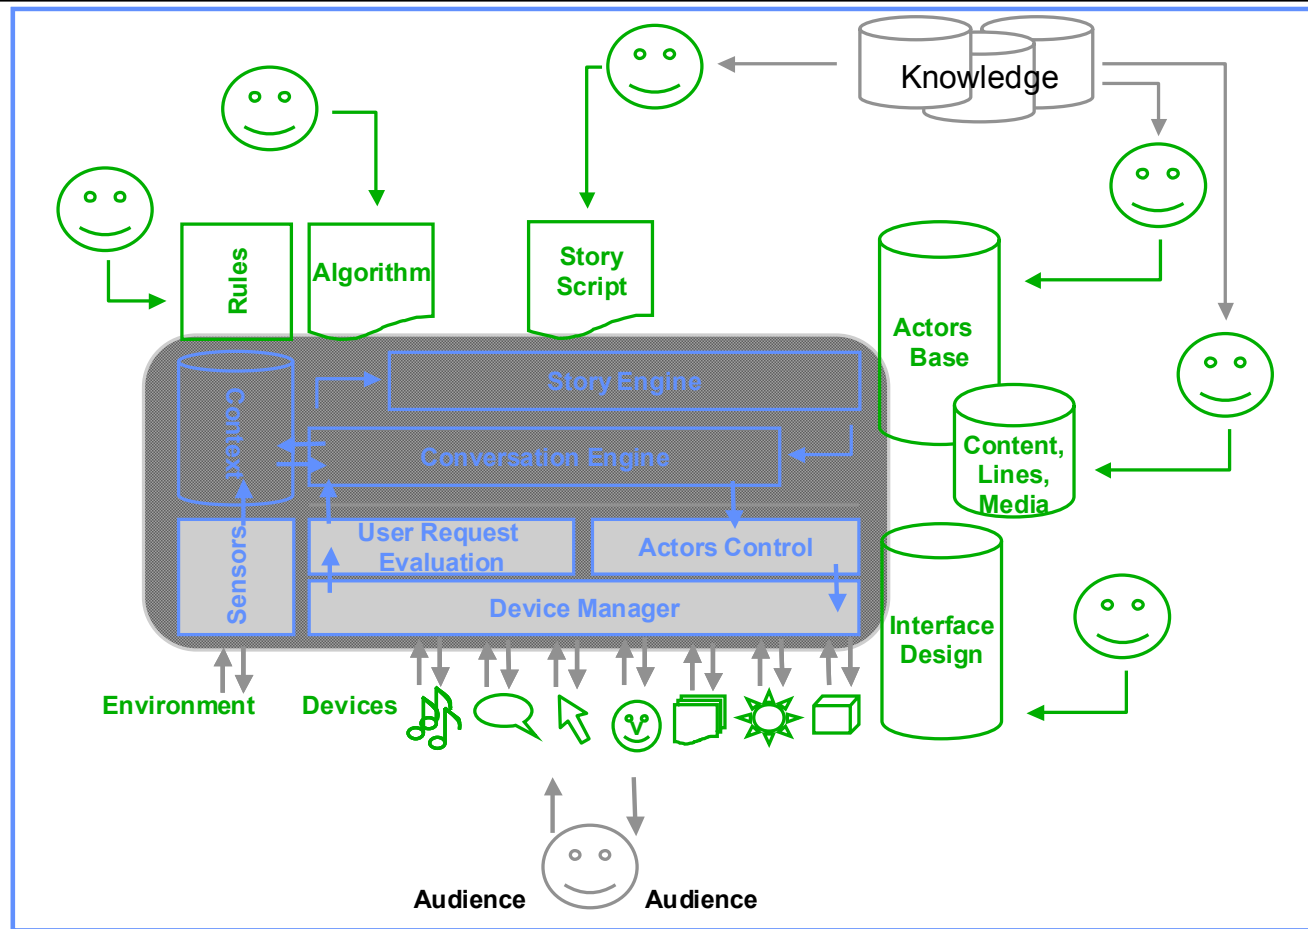 Knowledge
Rules
Algorithm
Story
Script
Actors
Base
Story Engine
Context
Conversation Engine
Content,
Lines,
Media
Sensors
User Request
Evaluation
Actors Control
Device Manager
Interface
Design
Environment
Devices
Audience
Audience